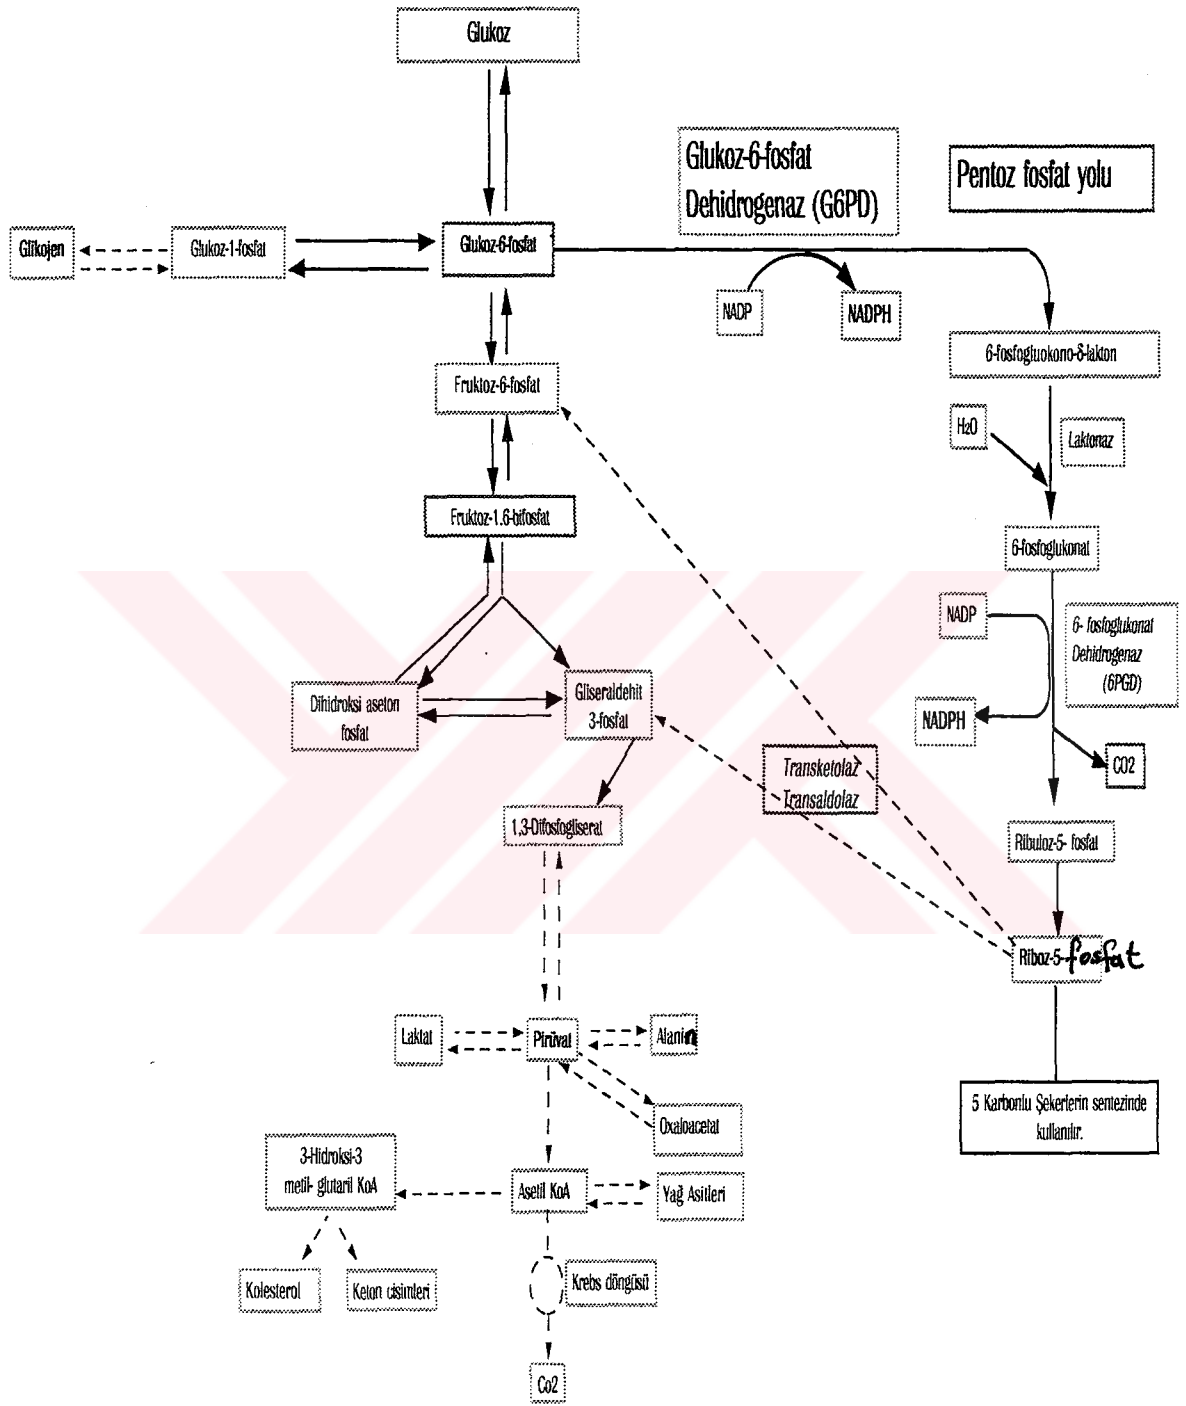 Glukoz
Glukoz-6-fosfat
Dehidrogenaz (G6PD)
Pentoz fosfat yolu
Glikojen
Glukoz-1-fosfat
Glukoz-6-fosfat
NADP
NADPH
6-fosfogluokono-δ-lakton
Fruktoz-6-fosfat
H2O
Laktonaz
Fruktoz-1.6-bifosfat
6-fosfoglukonat
NADP
6- fosfoglukonat
Dehidrogenaz
(6PGD)
NADPH
CO2
Dihidroksi aseton
fosfat
Gliseraldehit
3-fosfat
Transketolaz
Transaldolaz
1,3-Difosfogliserat
Ribuloz-5- fosfat
Riboz-5-fosfat
Laktat
Pirüvat
Alanin
Oxaloacetat
5 Karbonlu Şekerlerin sentezinde
kullanılır.
3-Hidroksi-3
metil- glutaril KoA
Asetil KoA
Yağ Asitleri
Kolesterol
Keton cisimleri
Krebs döngüsü
Co2